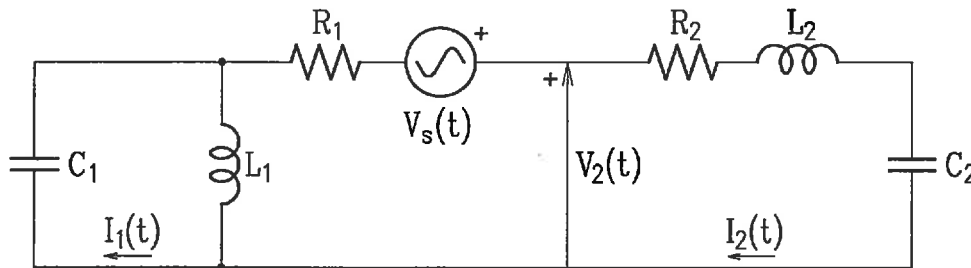 R₁
+
R₂
L₂
+
Vₛ(t)
C₁
L₁
V₂(t)
C₂
I₁(t)
I₂(t)